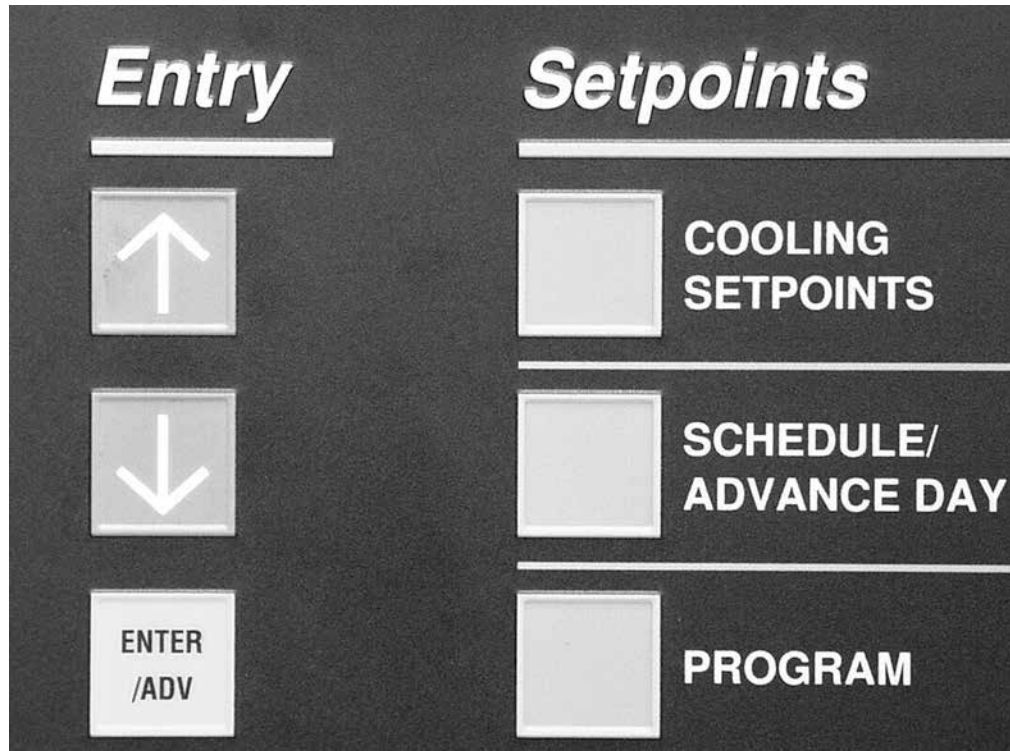 Entry
ENTER
/ADV
Setpoints
COOLING
SETPOINTS
SCHEDULE/
ADVANCE DAY
PROGRAM